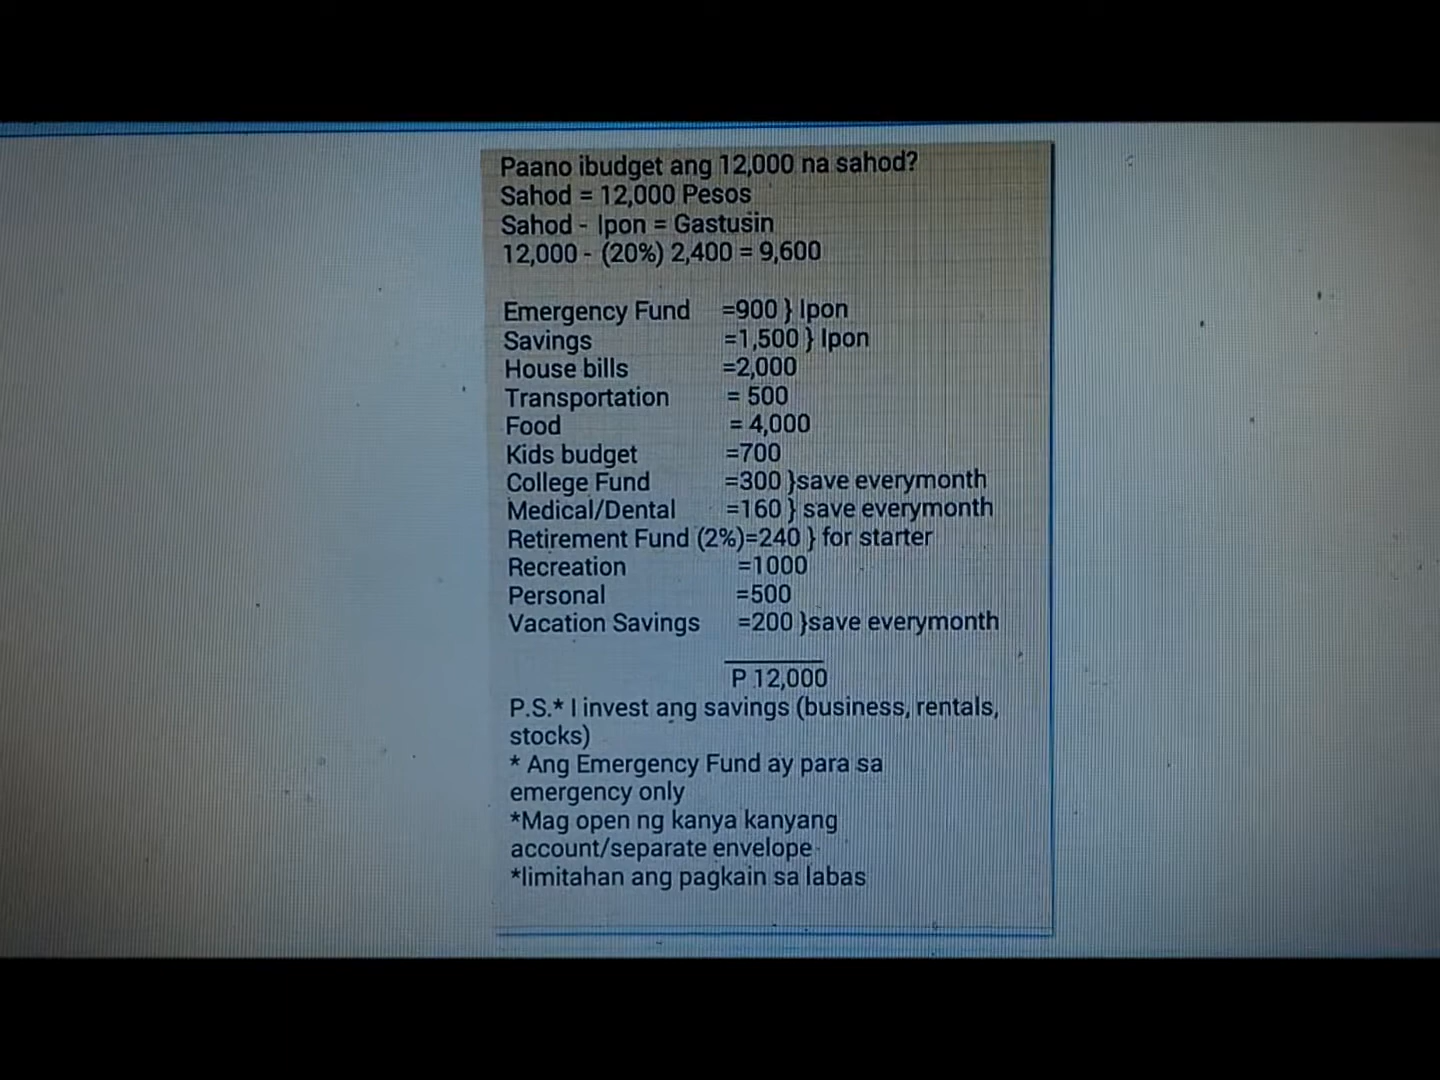 Paano ibudget ang 12,000 na sahod?
Sahod = 12,000 Pesos
Sahod - Ipon = Gastusin
12,000 - (20%) 2,400 = 9,600
Emergency Fund =900 } Ipon
Savings =1,500 } Ipon
House bills =2,000
Transportation = 500
Food = 4,000
Kids budget =700
College Fund =300 }save everymonth
Medical/Dental =160 } save everymonth
Retirement Fund (2%)=240 } for starter
Recreation =1000
Personal =500
Vacation Savings =200 }save everymonth
P 12,000
P.S.* I invest ang savings (business, rentals,
stocks)
* Ang Emergency Fund ay para sa
emergency only
*Mag open ng kanya kanyang
account/separate envelope
*limitahan ang pagkain sa labas